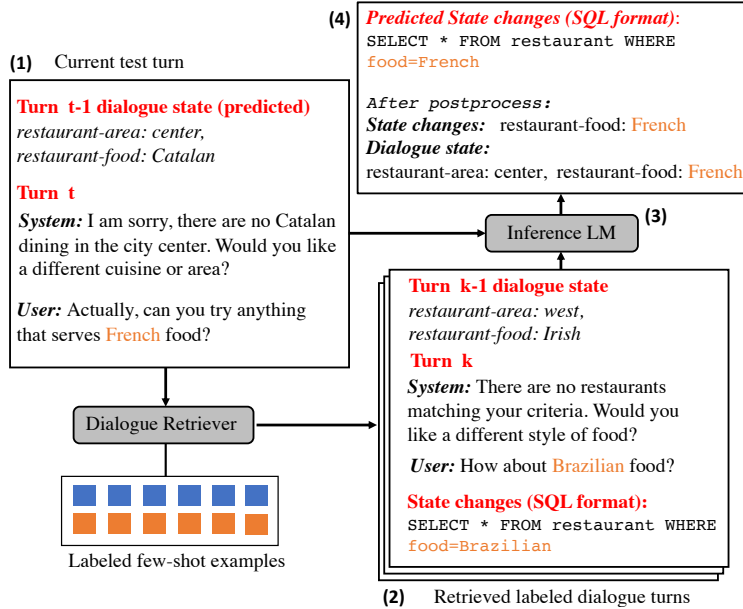 (1) Current test turn
Turn t-1 dialogue state (predicted)
restaurant-area: center,
restaurant-food: Catalan
Turn t
System: I am sorry, there are no Catalan
dining in the city center. Would you like
a different cuisine or area?
User: Actually, can you try anything
that serves French food?
Dialogue Retriever
Labeled few-shot examples
(4)
Predicted State changes (SQL format):
SELECT * FROM restaurant WHERE
food=French
After postprocess:
State changes: restaurant-food: French
Dialogue state:
restaurant-area: center, restaurant-food: French
(3)
Inference LM
Turn k-1 dialogue state
restaurant-area: west,
restaurant-food: Irish
Turn k
System: There are no restaurants
matching your criteria. Would you
like a different style of food?
User: How about Brazilian food?
State changes (SQL format):
SELECT * FROM restaurant WHERE
food=Brazilian
(2) Retrieved labeled dialogue turns